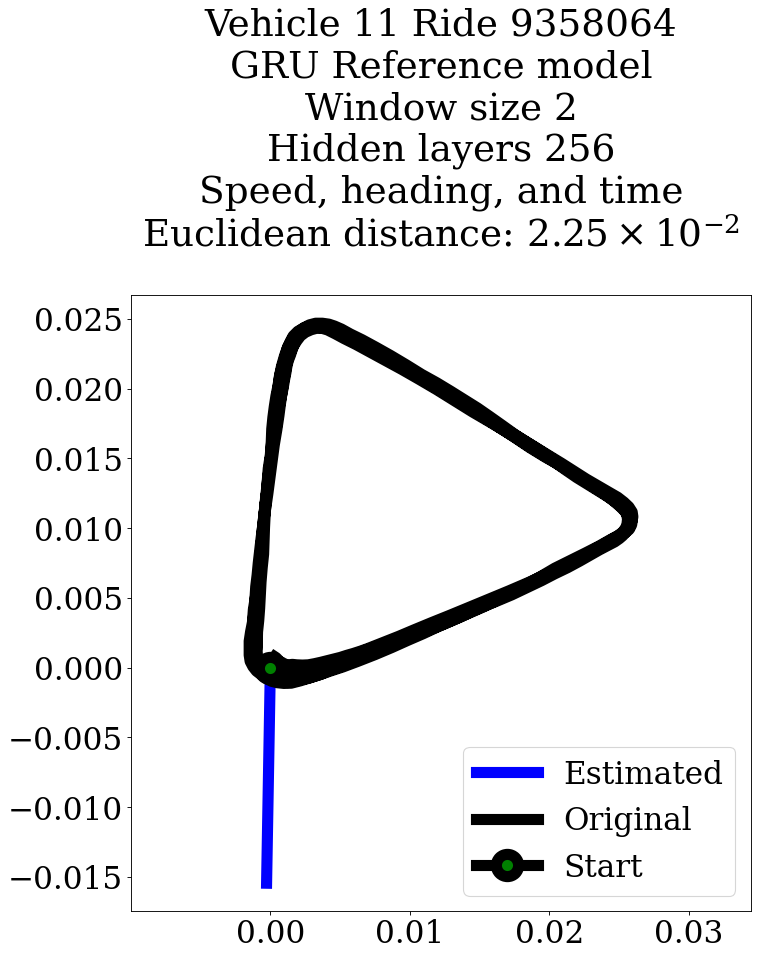 Vehicle 11 Ride 9358064
GRU Reference model
Window size 2
Hidden layers 256
Speed, heading, and time
Euclidean distance: 2.25 × 10⁻²
0.025
0.020
0.015
0.010
0.005
0.000
−0.005
−0.010
−0.015
Estimated
Original
Start
0.00 0.01 0.02 0.03